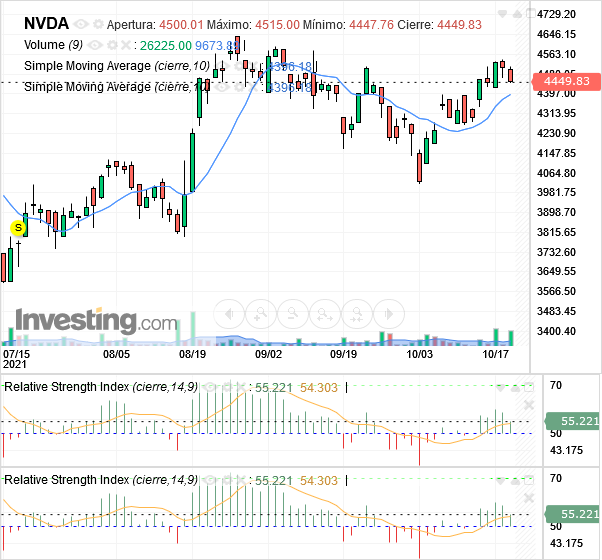 NVDA Apertura: 4500.01 Máximo: 4515.00 Mínimo: 4447.76 Cierre: 4449.83
Volume (9) : 26225.00 9673.88
Simple Moving Average (cierre,10) 4396.18
Simple Moving Average (cierre,10) 4396.18
4729.20
4646.15
4563.10
4449.83
4397.00
4313.95
4230.90
4147.85
4064.80
3981.75
3898.70
3815.65
3732.60
3649.55
3566.50
3483.45
3400.40
S
Investing.com
07/15 08/05 08/19 09/02 09/19 10/03 10/17
2021
Relative Strength Index (cierre,14,9) : 55.221 54.303
70
55.221
50
43.175
Relative Strength Index (cierre,14,9) : 55.221 54.303
70
55.221
50
43.175